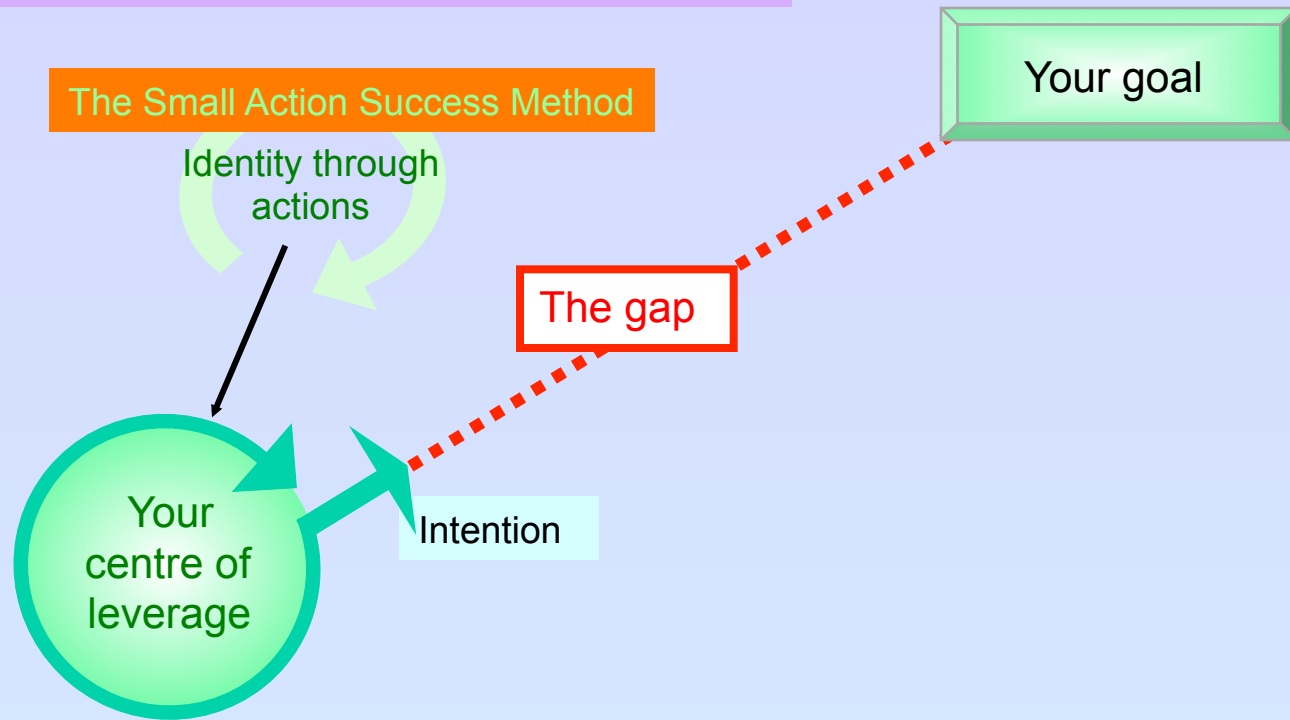 Your goal
The Small Action Success Method
Identity through
actions
The gap
Intention
Your
centre of
leverage